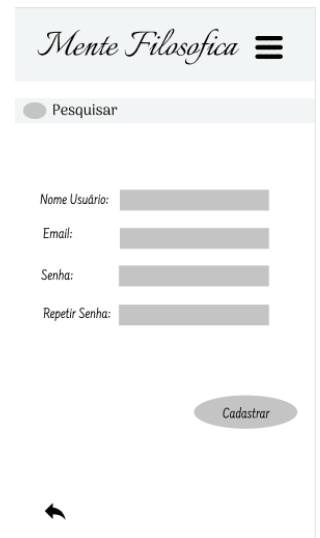 Mente Filosofica
Pesquisar
Nome Usuário:
Email:
Senha:
Repetir Senha:
Cadastrar